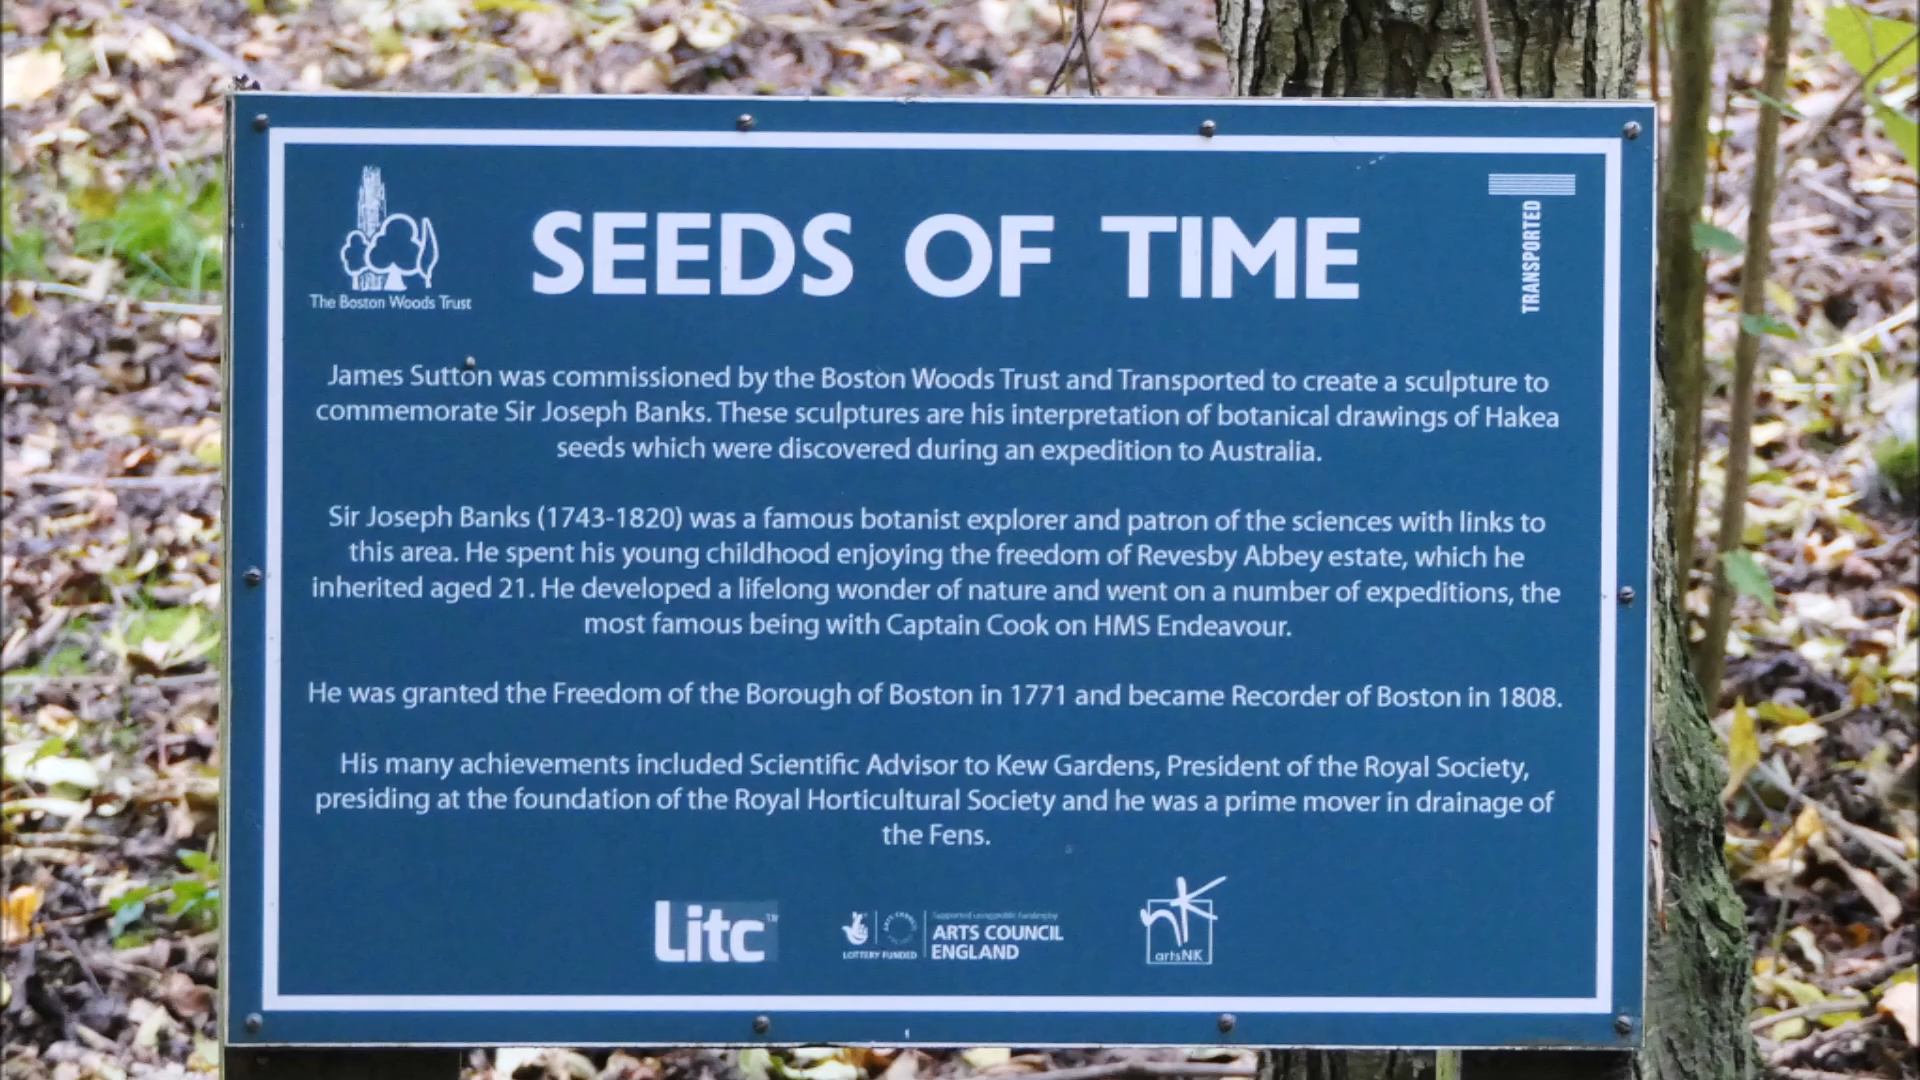 SEEDS OF TIME
The Boston Woods Trust
TRANSPORTED
James Sutton was commissioned by the Boston Woods Trust and Transported to create a sculpture to
commemorate Sir Joseph Banks. These sculptures are his interpretation of botanical drawings of Hakea
seeds which were discovered during an expedition to Australia.
Sir Joseph Banks (1743-1820) was a famous botanist explorer and patron of the sciences with links to
this area. He spent his young childhood enjoying the freedom of Revesby Abbey estate, which he
inherited aged 21. He developed a lifelong wonder of nature and went on a number of expeditions, the
most famous being with Captain Cook on HMS Endeavour.
He was granted the Freedom of the Borough of Boston in 1771 and became Recorder of Boston in 1808.
His many achievements included Scientific Advisor to Kew Gardens, President of the Royal Society,
presiding at the foundation of the Royal Horticultural Society and he was a prime mover in drainage of
the Fens.
Litc
LOTTERY FUNDED
Supported using public funding by
ARTS COUNCIL
ENGLAND
nk
artsNK